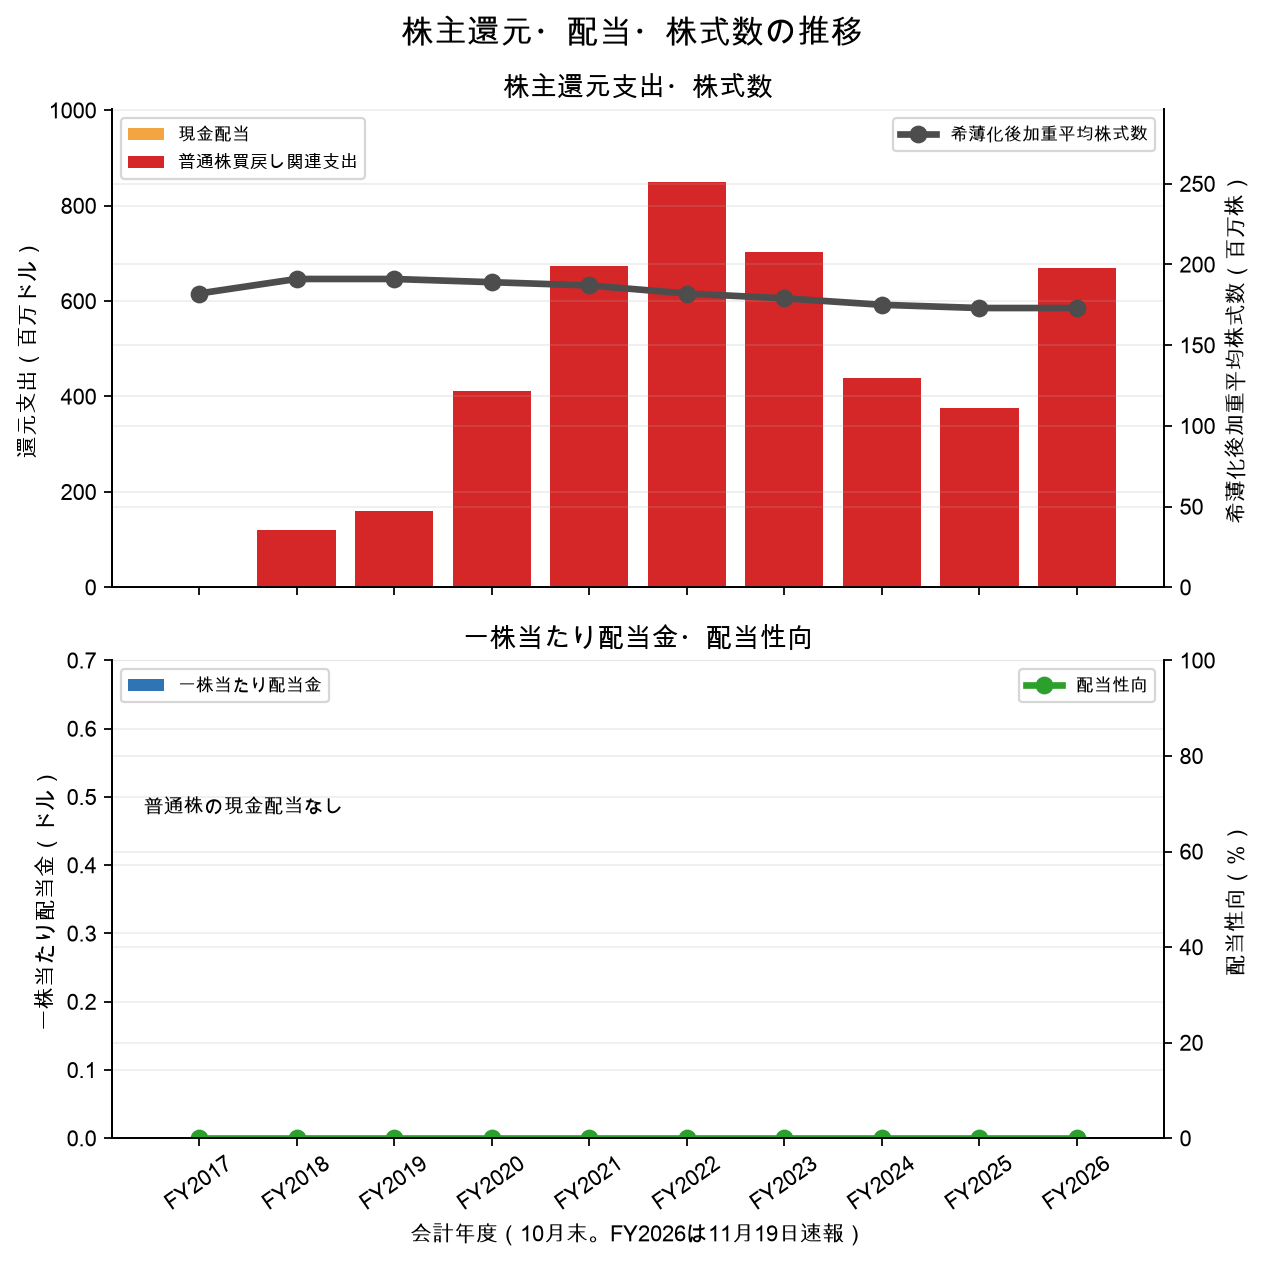 株主還元・配当・株式数の推移
株主還元支出・株式数
現金配当
普通株買戻し関連支出
希薄化後加重平均株式数
1000
800
600
400
200
0
250
200
150
100
50
0
還元支出(百万ドル)
希薄化後加重平均株式数(百万株)
一株当たり配当金・配当性向
一株当たり配当金
配当性向
普通株の現金配当なし
0.7
0.6
0.5
0.4
0.3
0.2
0.1
0.0
100
80
60
40
20
0
一株当たり配当金(ドル)
配当性向(%)
FY2017
FY2018
FY2019
FY2020
FY2021
FY2022
FY2023
FY2024
FY2025
FY2026
会計年度(10月末。FY2026は11月19日速報)